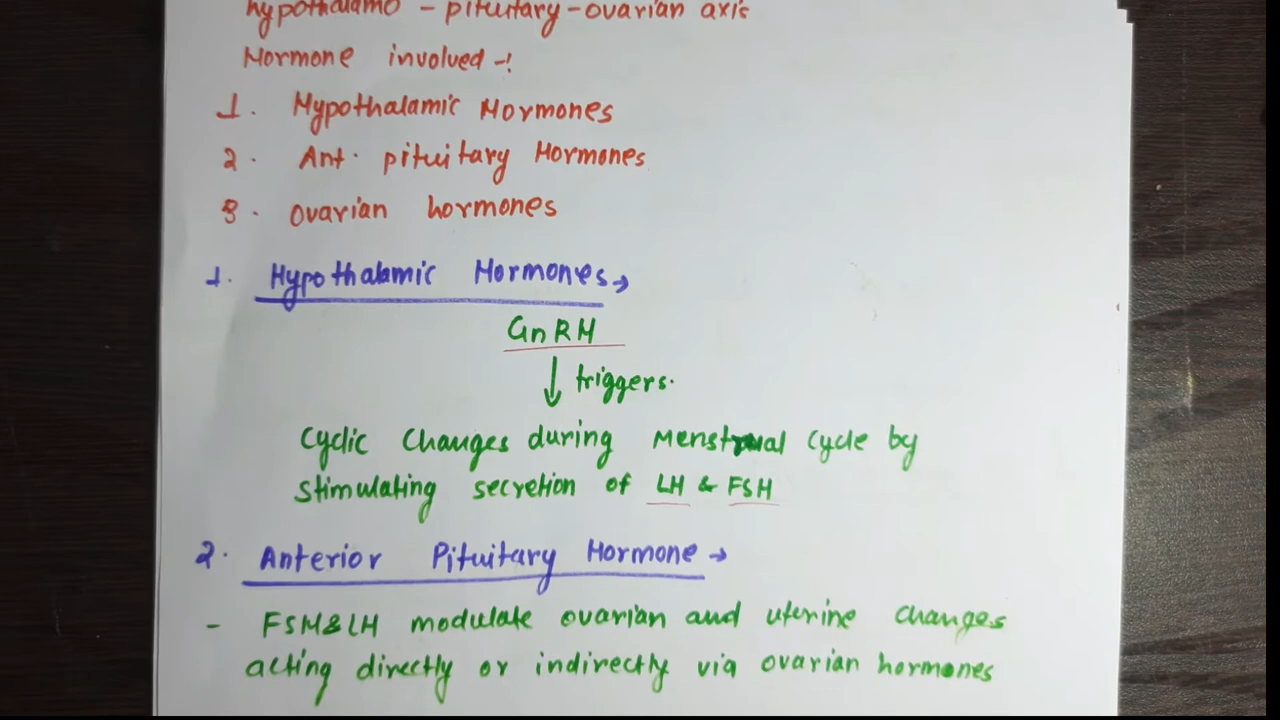 hypothalamo - pituitary - ovarian axis
Hormone involved -:
1. Hypothalamic Hormones
2. Ant. pituitary Hormones
3. Ovarian hormones
1. Hypothalamic Hormones →
GnRH
↓ triggers.
Cyclic Changes during Menstrual Cycle by
stimulating secretion of LH & FSH
2. Anterior Pituitary Hormone →
- FSH & LH modulate ovarian and uterine changes
acting directly or indirectly via ovarian hormones